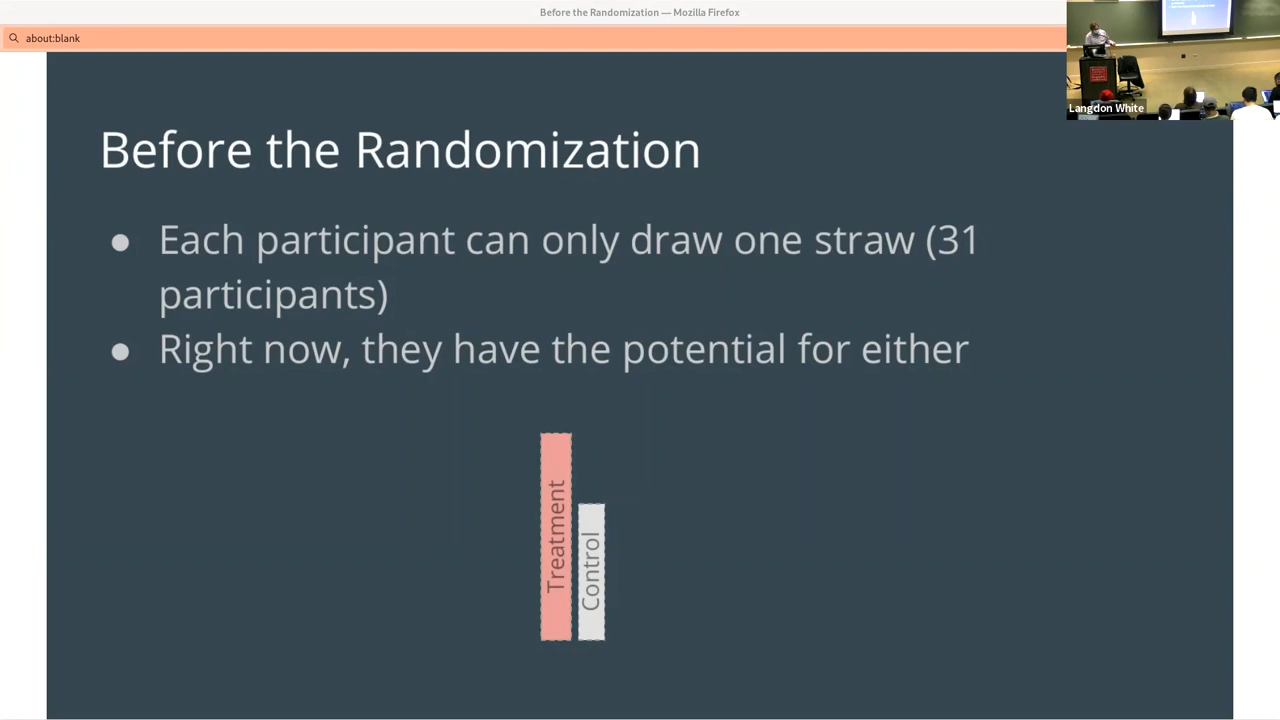 Before the Randomization — Mozilla Firefox
about:blank
Langdon White
Before the Randomization
● Each participant can only draw one straw (31
participants)
● Right now, they have the potential for either
Treatment
Control